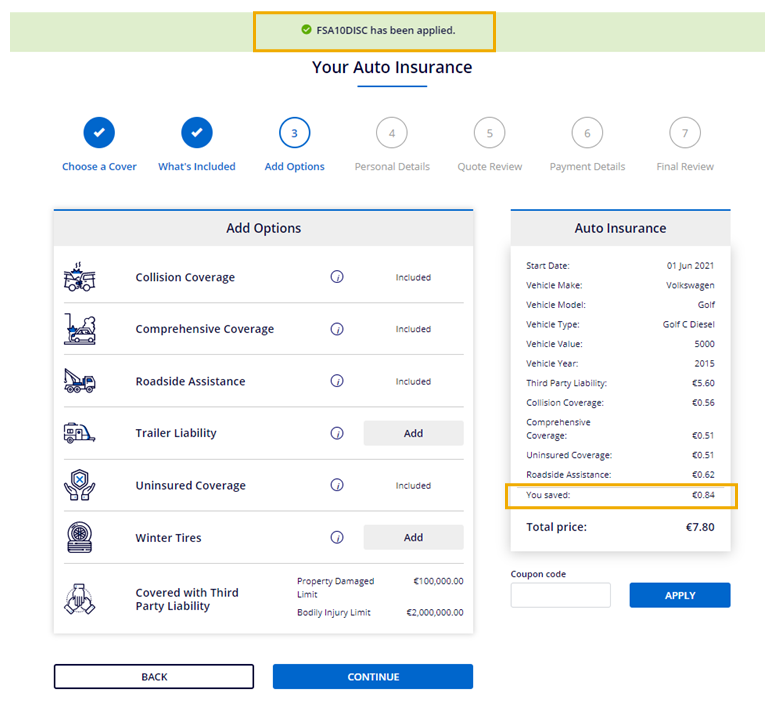 FSA10DISC has been applied.
Your Auto Insurance
3
4
5
6
7
Choose a Cover
What's Included
Add Options
Personal Details
Quote Review
Payment Details
Final Review
Add Options
Collision Coverage
i
Included
Comprehensive Coverage
i
Included
Roadside Assistance
i
Included
Trailer Liability
i
Add
Uninsured Coverage
i
Included
Winter Tires
i
Add
Covered with Third
Party Liability
Property Damaged
Limit
€100,000.00
Bodily Injury Limit
€2,000,000.00
BACK
CONTINUE
Auto Insurance
Start Date: 01 Jun 2021
Vehicle Make: Volkswagen
Vehicle Model: Golf
Vehicle Type: Golf C Diesel
Vehicle Value: 5000
Vehicle Year: 2015
Third Party Liability: €5.60
Collision Coverage: €0.56
Comprehensive
Coverage: €0.51
Uninsured Coverage: €0.51
Roadside Assistance: €0.62
You saved: €0.84
Total price: €7.80
Coupon code
APPLY